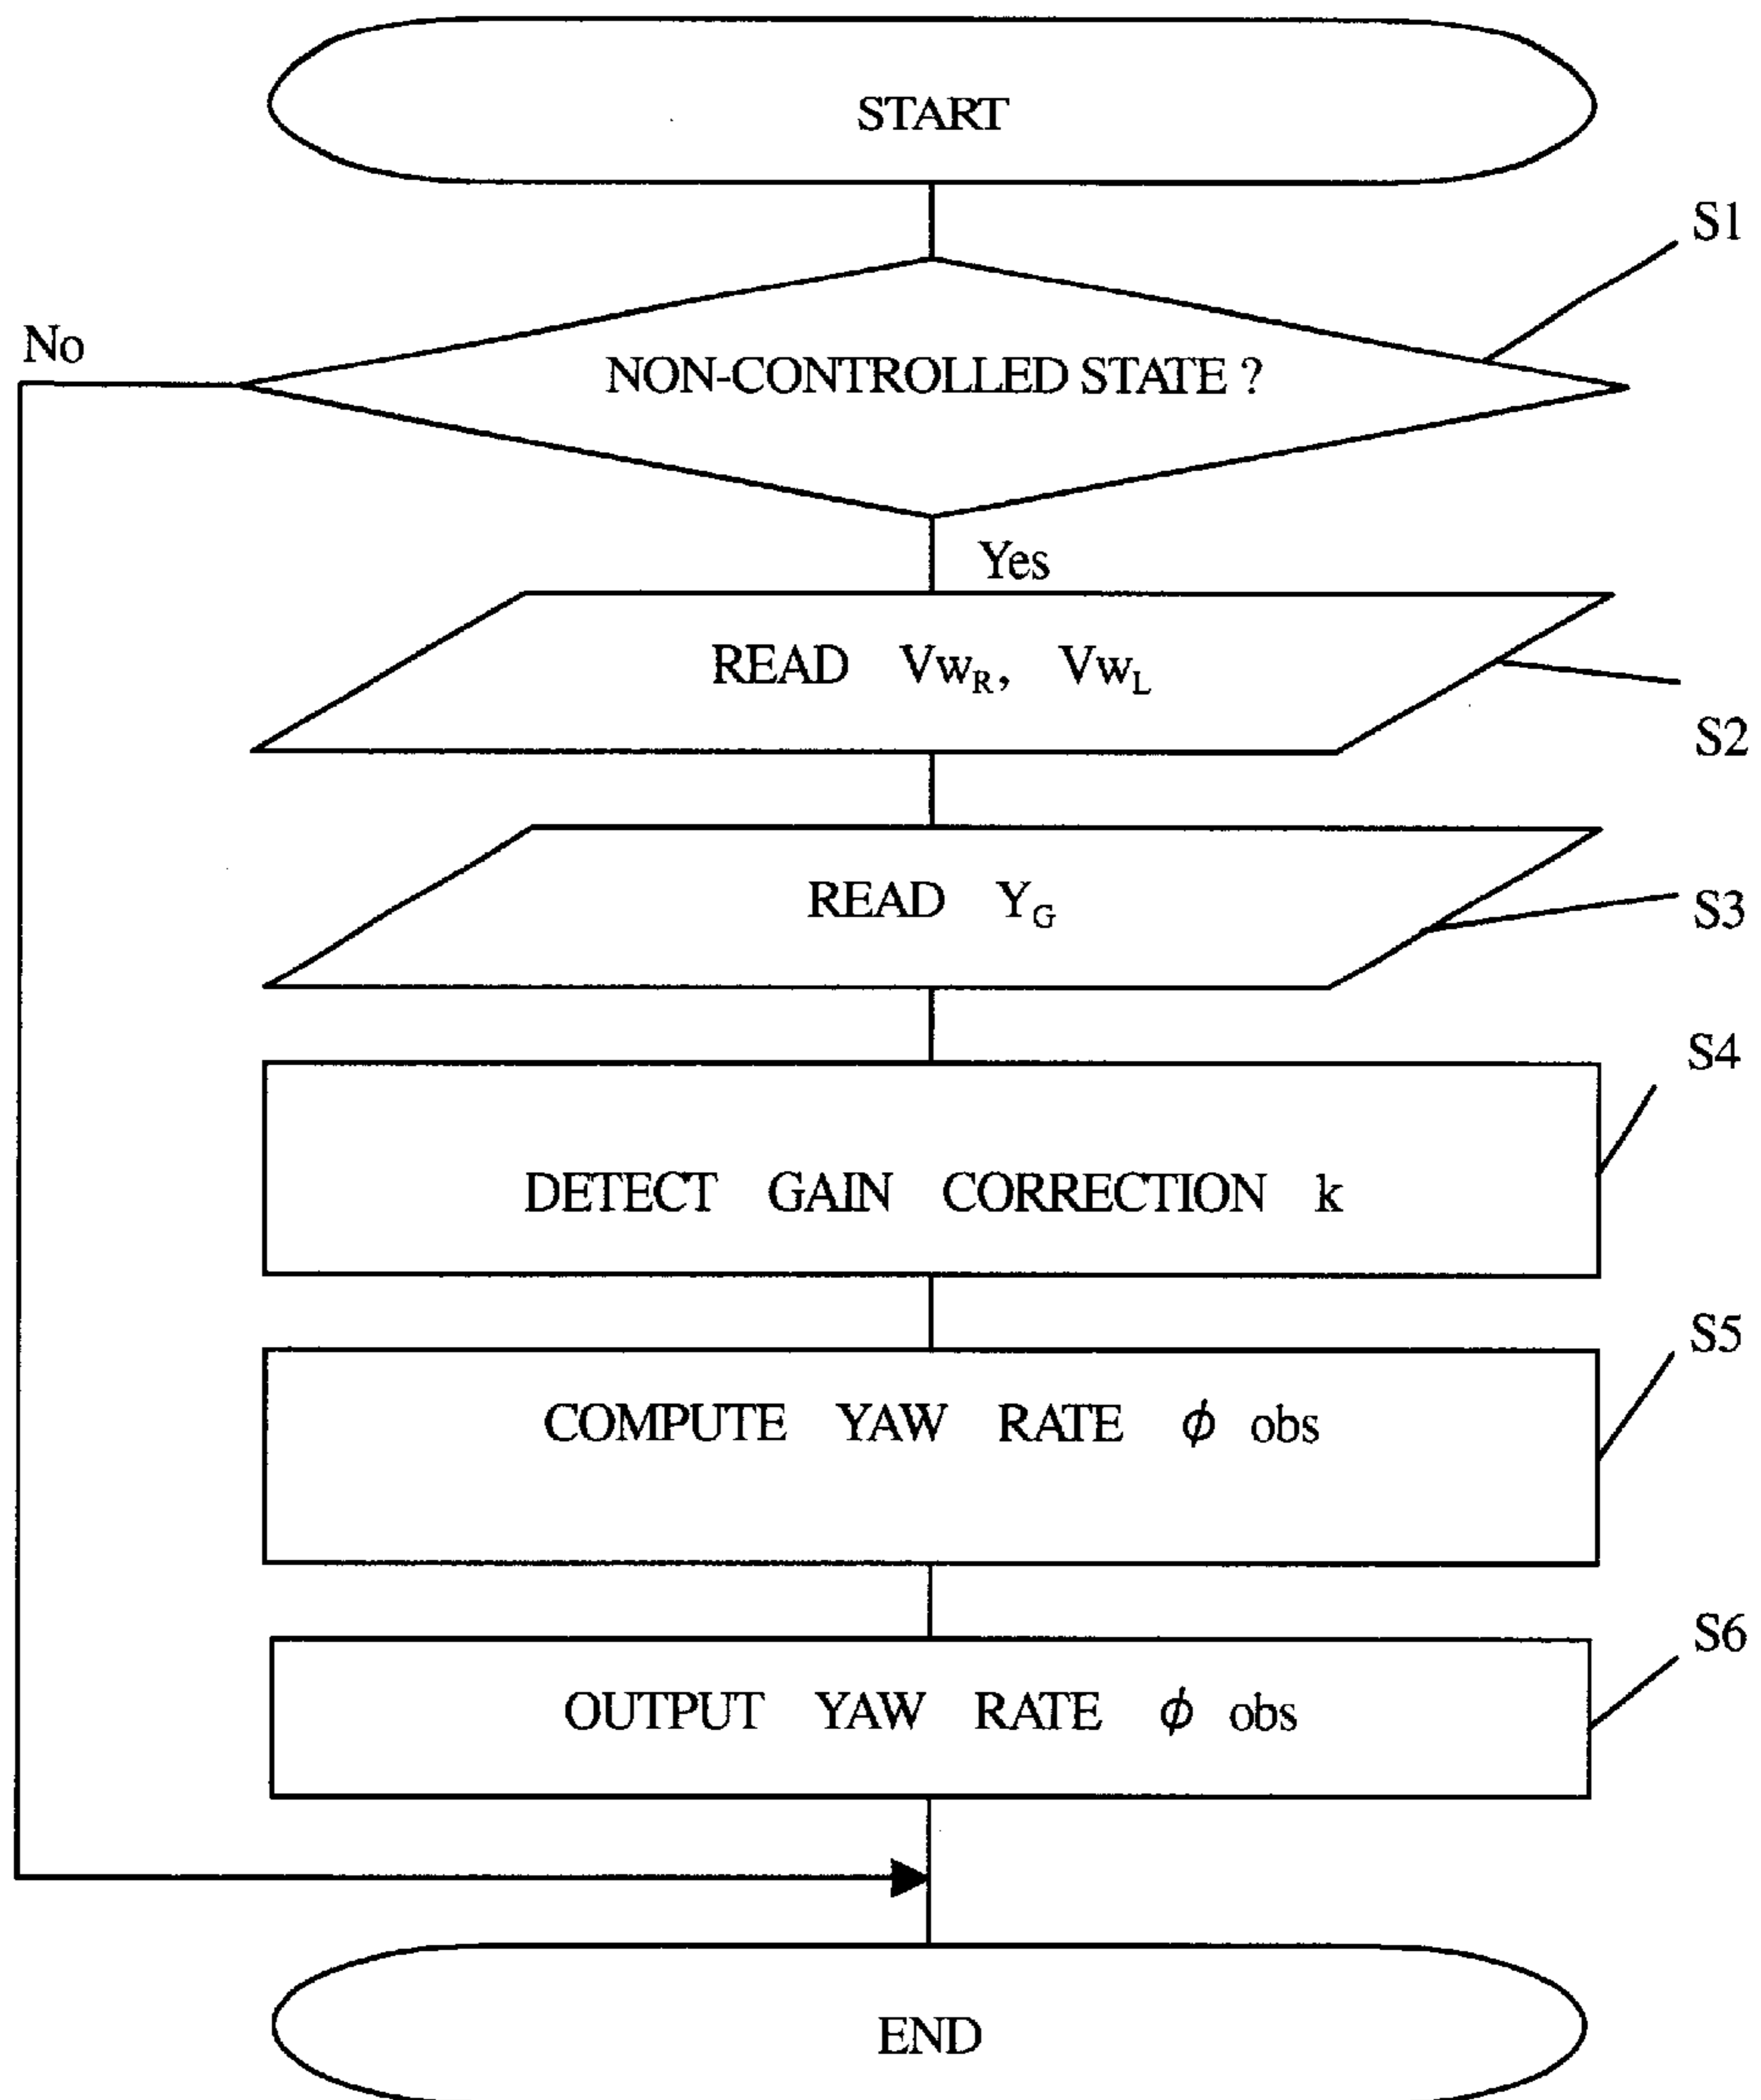 START
S1
No
NON-CONTROLLED STATE ?
Yes
READ Vw_R, Vw_L
S2
READ Y_G
S3
S4
DETECT GAIN CORRECTION k
S5
COMPUTE YAW RATE ϕ obs
S6
OUTPUT YAW RATE ϕ obs
END